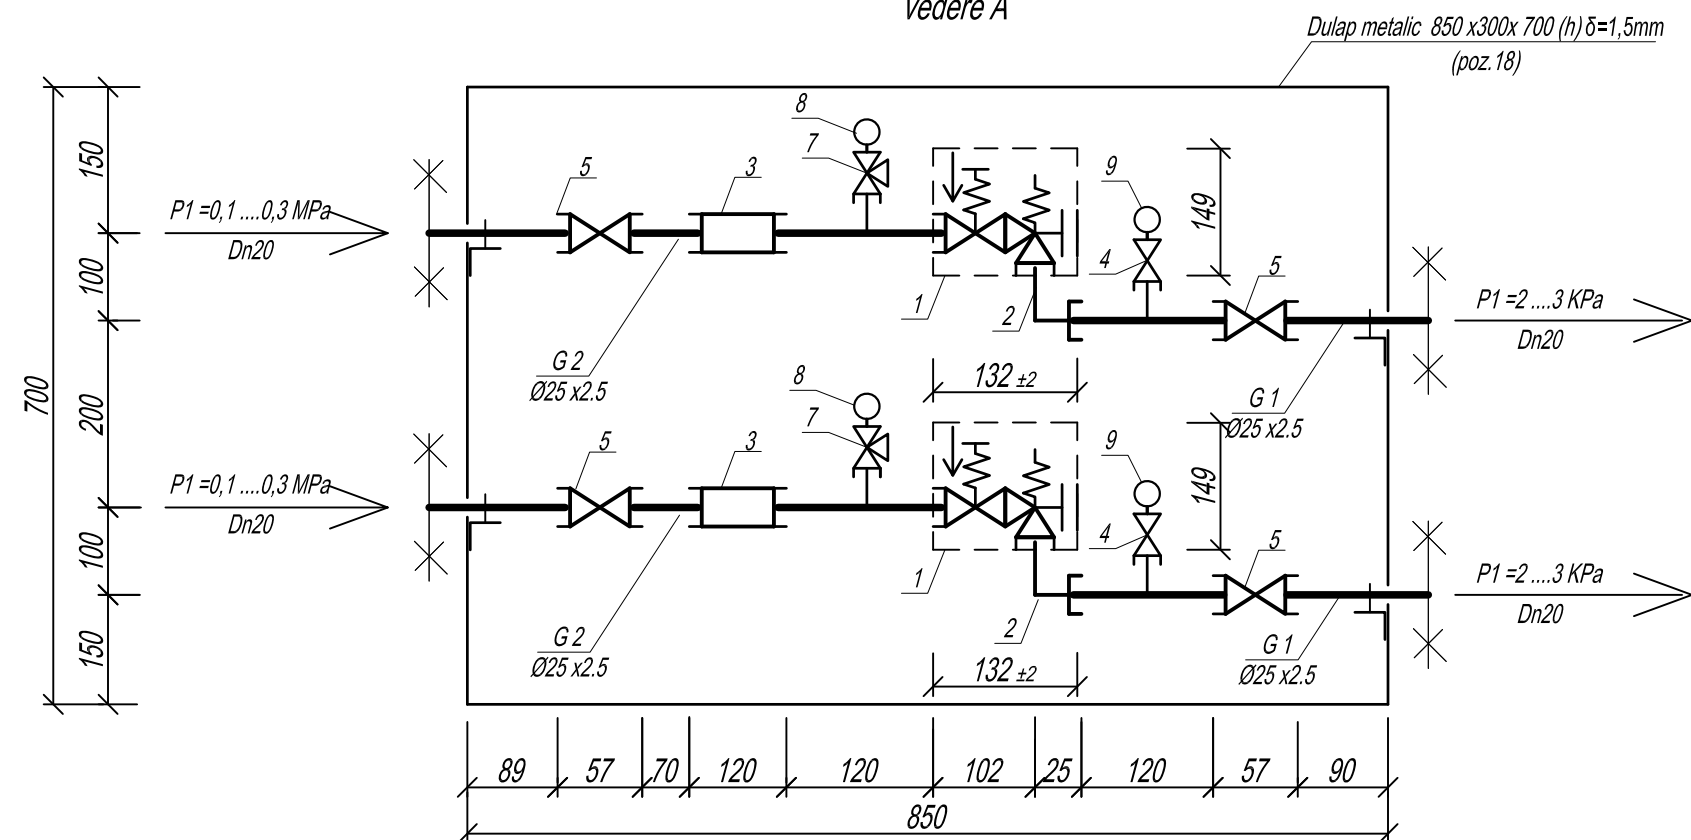 Vedere A
Dulap metalic 850 x300x 700 (h) δ=1,5mm
(poz.18)
8
7
5
3
9
150
149
P1 =0,1 ....0,3 MPa
Dn20
100
4
5
1
2
P1 =2 ....3 KPa
Dn20
G 2
Ø25 x2.5
132 ±2
8
700
200
7
G 1
Ø25 x2.5
5
3
9
149
P1 =0,1 ....0,3 MPa
Dn20
100
4
5
1
P1 =2 ....3 KPa
Dn20
2
G 2
Ø25 x2.5
150
132 ±2
G 1
Ø25 x2.5
89 57 70 120 120 102 25 120 57 90
850